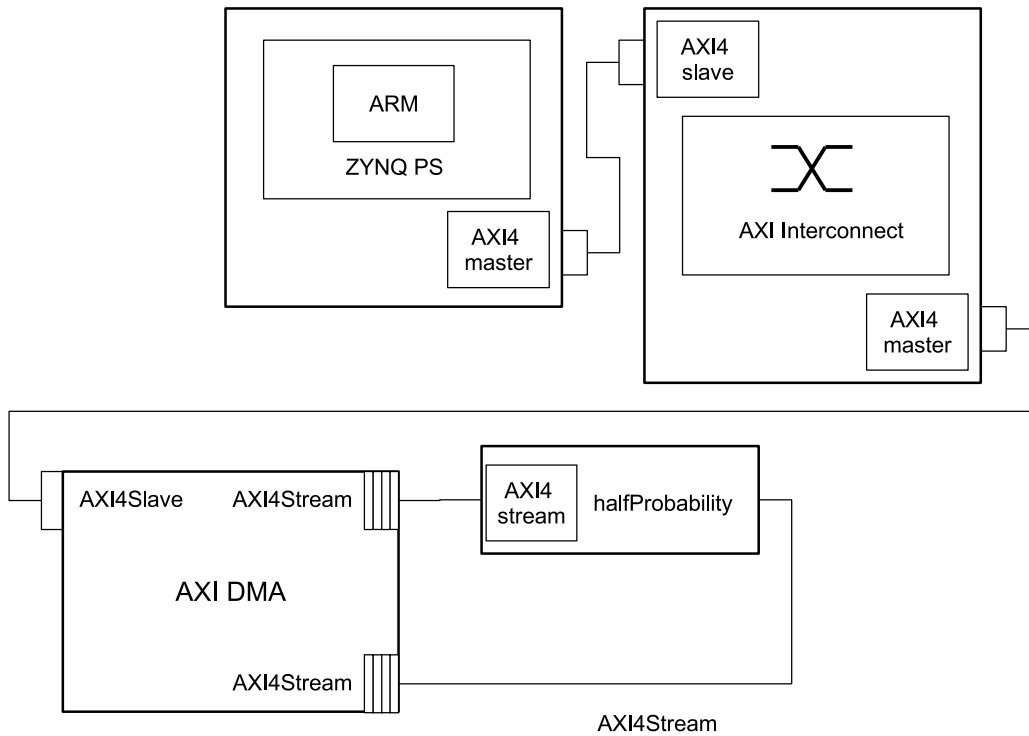 ARM
ZYNQ PS
AXI4
master
AXI4
slave
AXI Interconnect
AXI4
master
AXI4Slave
AXI4Stream
AXI DMA
AXI4Stream
AXI4
stream
halfProbability
AXI4Stream